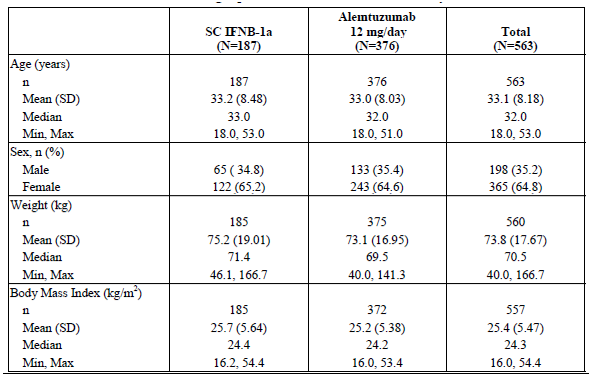 SC IFNB-1a (N=187) Alemtuzumab 12 mg/day (N=376) Total (N=563)
Age (years)
n 187 376 563
Mean (SD) 33.2 (8.48) 33.0 (8.03) 33.1 (8.18)
Median 33.0 32.0 32.0
Min, Max 18.0, 53.0 18.0, 51.0 18.0, 53.0
Sex, n (%)
Male 65 ( 34.8) 133 (35.4) 198 (35.2)
Female 122 (65.2) 243 (64.6) 365 (64.8)
Weight (kg)
n 185 375 560
Mean (SD) 75.2 (19.01) 73.1 (16.95) 73.8 (17.67)
Median 71.4 69.5 70.5
Min, Max 46.1, 166.7 40.0, 141.3 40.0, 166.7
Body Mass Index (kg/m²)
n 185 372 557
Mean (SD) 25.7 (5.64) 25.2 (5.38) 25.4 (5.47)
Median 24.4 24.2 24.3
Min, Max 16.2, 54.4 16.0, 53.4 16.0, 54.4